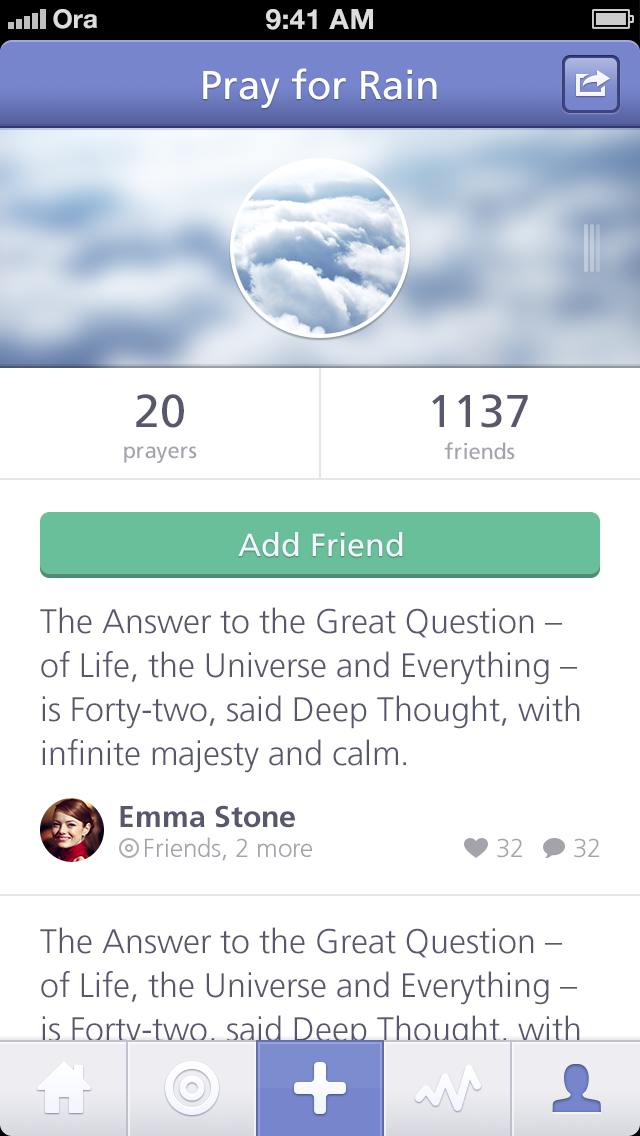 Ora 9:41 AM
Pray for Rain
20 1137
prayers friends
Add Friend
The Answer to the Great Question –
of Life, the Universe and Everything –
is Forty-two, said Deep Thought, with
infinite majesty and calm.
Emma Stone
Friends, 2 more 32 32
The Answer to the Great Question –
of Life, the Universe and Everything –
is Forty-two, said Deep Thought, with